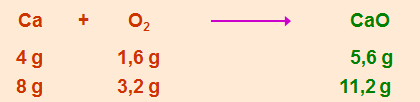 Ca + O₂ ⟶ CaO
4 g 1,6 g 5,6 g
8 g 3,2 g 11,2 g